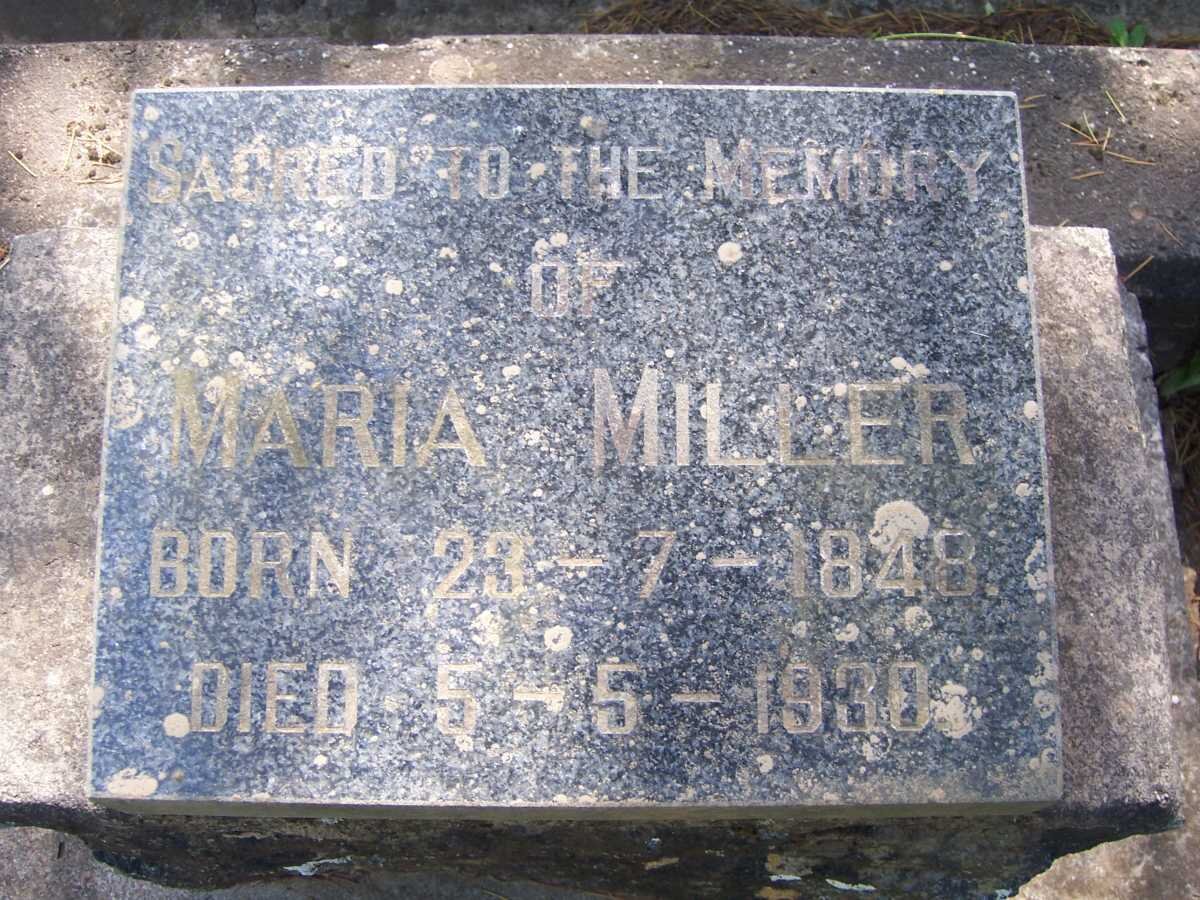 SACRED TO THE MEMORY
OF
MARIA MILLER
BORN 23-7-1848.
DIED 5-5-1930